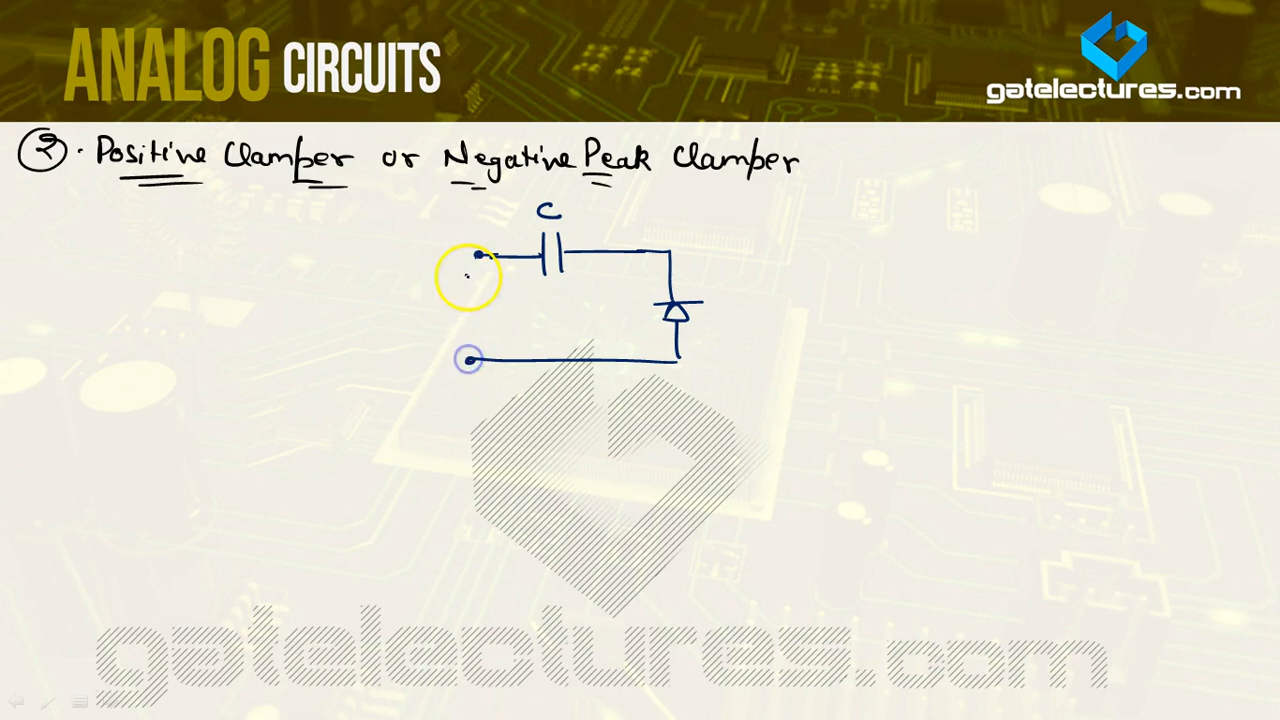 ANALOG CIRCUITS
gatelectures.com
2. Positive Clamper or Negative Peak Clamper
C
gatelectures.com